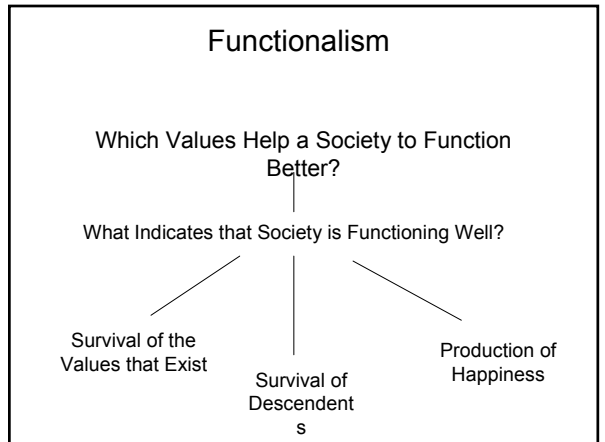 Functionalism
Which Values Help a Society to Function
Better?
What Indicates that Society is Functioning Well?
Survival of the
Values that Exist
Survival of
Descendent
s
Production of
Happiness